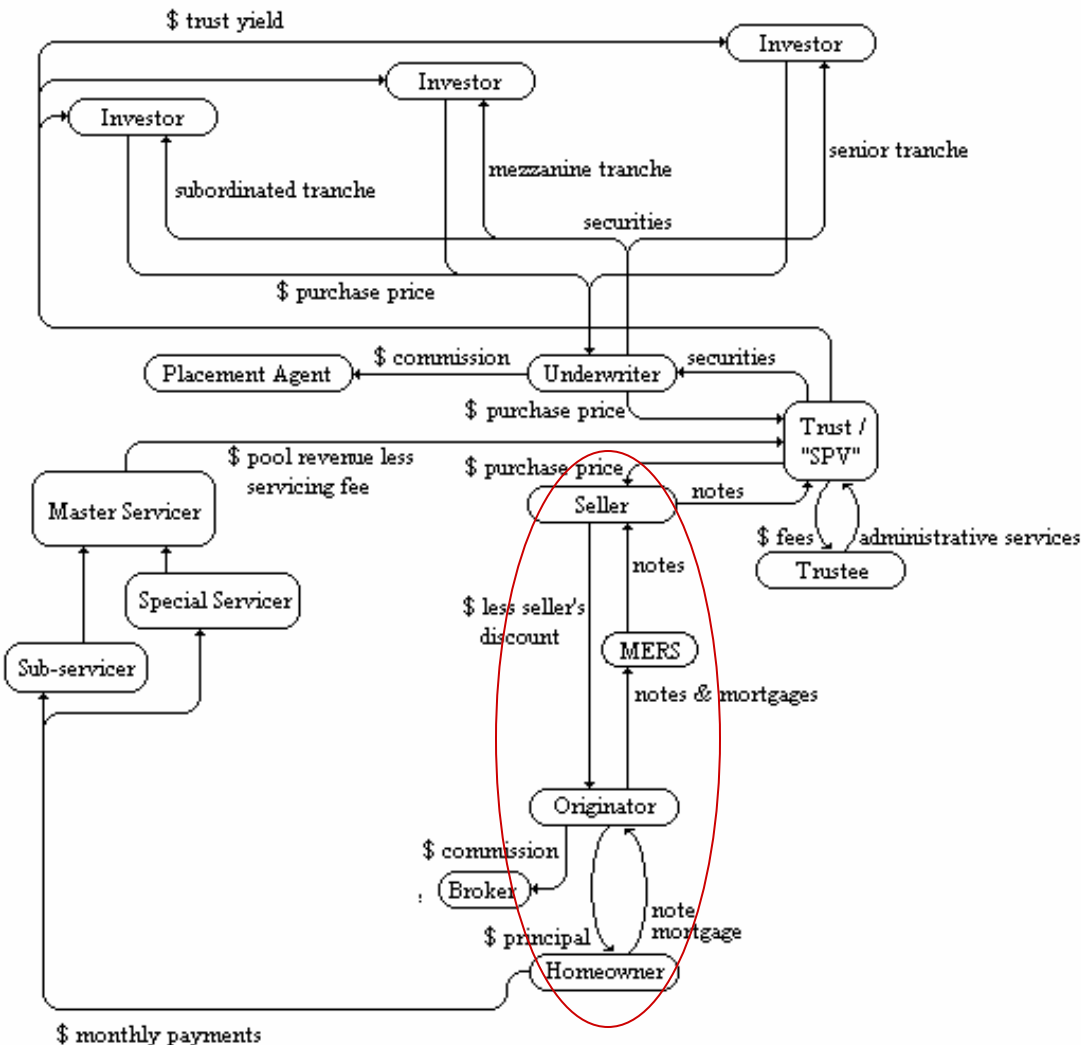 $ trust yield
Investor
Investor
Investor
senior tranche
mezzanine tranche
subordinated tranche
securities
$ purchase price
$ commission
securities
Placement Agent
Underwriter
$ purchase price
Trust /
"SPV"
$ pool revenue less
servicing fee
$ purchase price
notes
Seller
Master Servicer
$ fees
administrative services
notes
Trustee
Special Servicer
$ less seller's
discount
MERS
Sub-servicer
notes & mortgages
Originator
$ commission
Broker
note
mortgage
$ principal
Homeowner
$ monthly payments